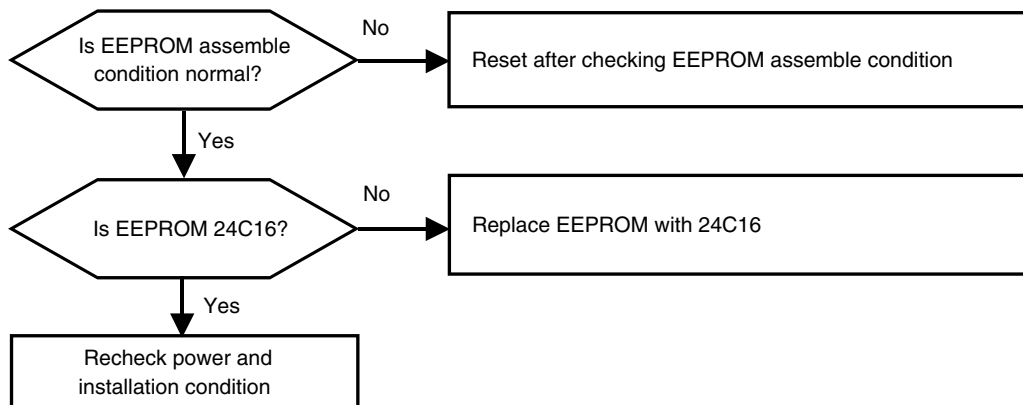 Is EEPROM assemble
condition normal?
No
Reset after checking EEPROM assemble condition
Yes
Is EEPROM 24C16?
No
Replace EEPROM with 24C16
Yes
Recheck power and
installation condition